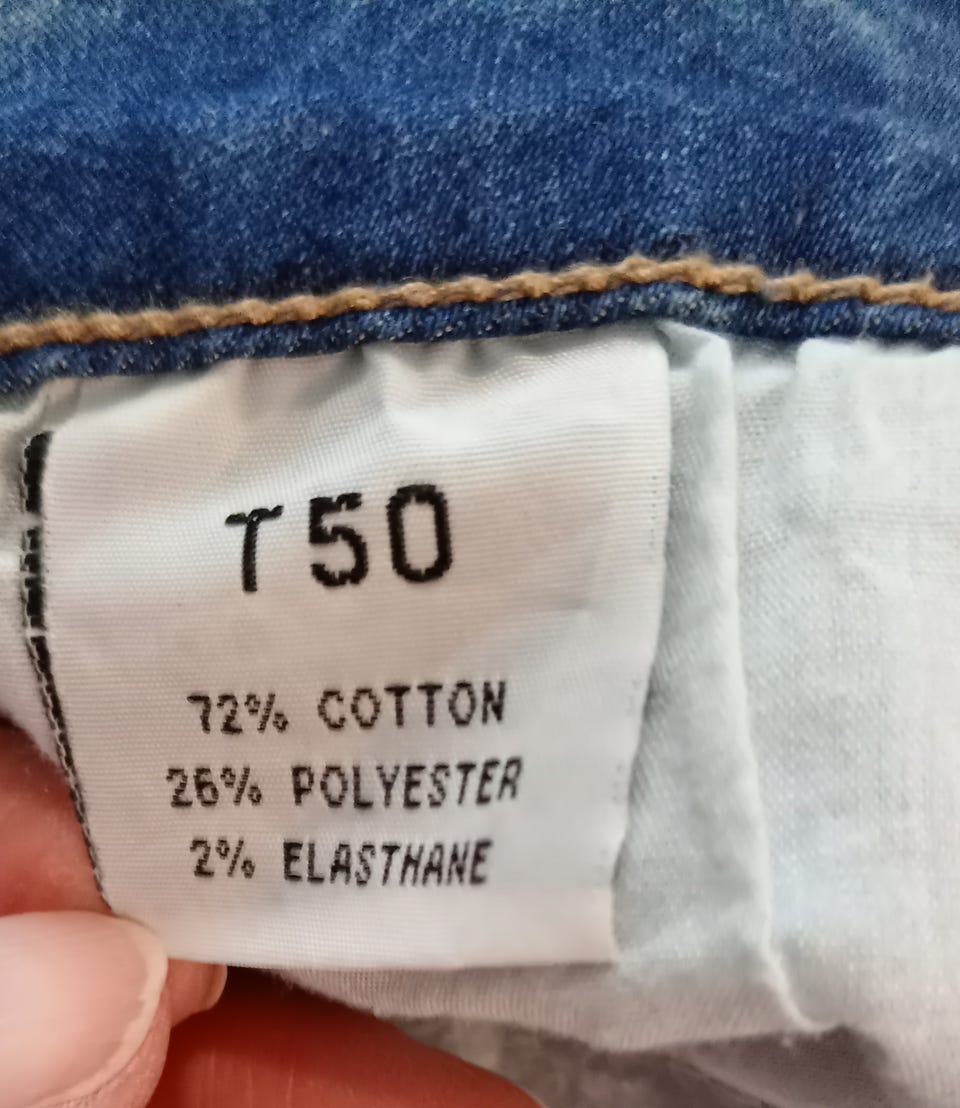 T50
72% COTTON
26% POLYESTER
2% ELASTHANE